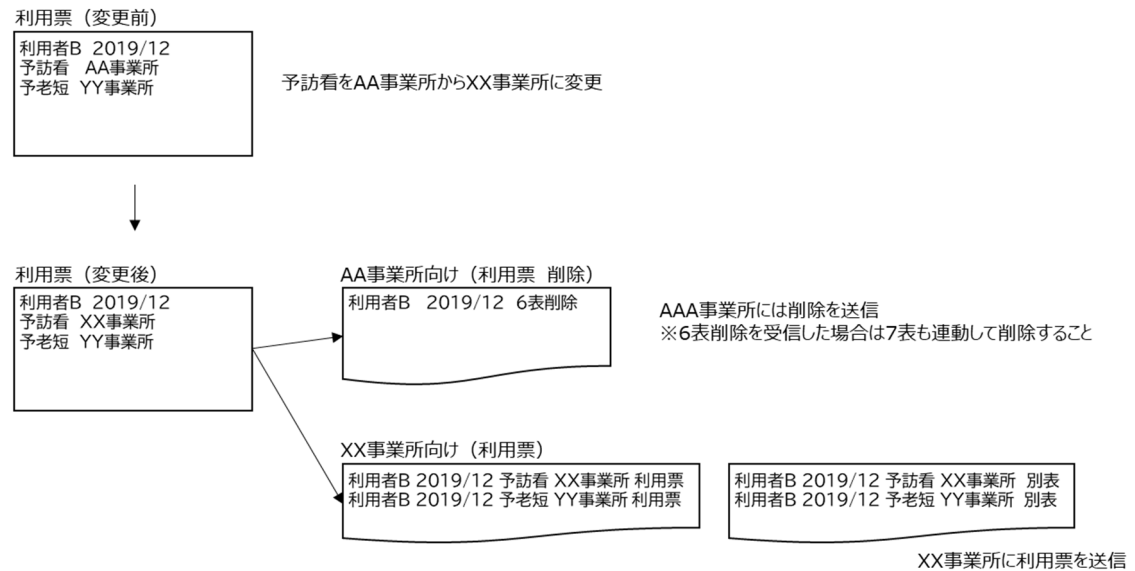 利用票（変更前）
利用者B 2019/12
予訪看 AA事業所
予老短 YY事業所
予訪看をAA事業所からXX事業所に変更
利用票（変更後）
利用者B 2019/12
予訪看 XX事業所
予老短 YY事業所
AA事業所向け（利用票 削除）
利用者B 2019/12 6表削除
AAA事業所には削除を送信
※6表削除を受信した場合は7表も連動して削除すること
XX事業所向け（利用票）
利用者B 2019/12 予訪看 XX事業所 利用票
利用者B 2019/12 予老短 YY事業所 利用票
利用者B 2019/12 予訪看 XX事業所 別表
利用者B 2019/12 予老短 YY事業所 別表
XX事業所に利用票を送信